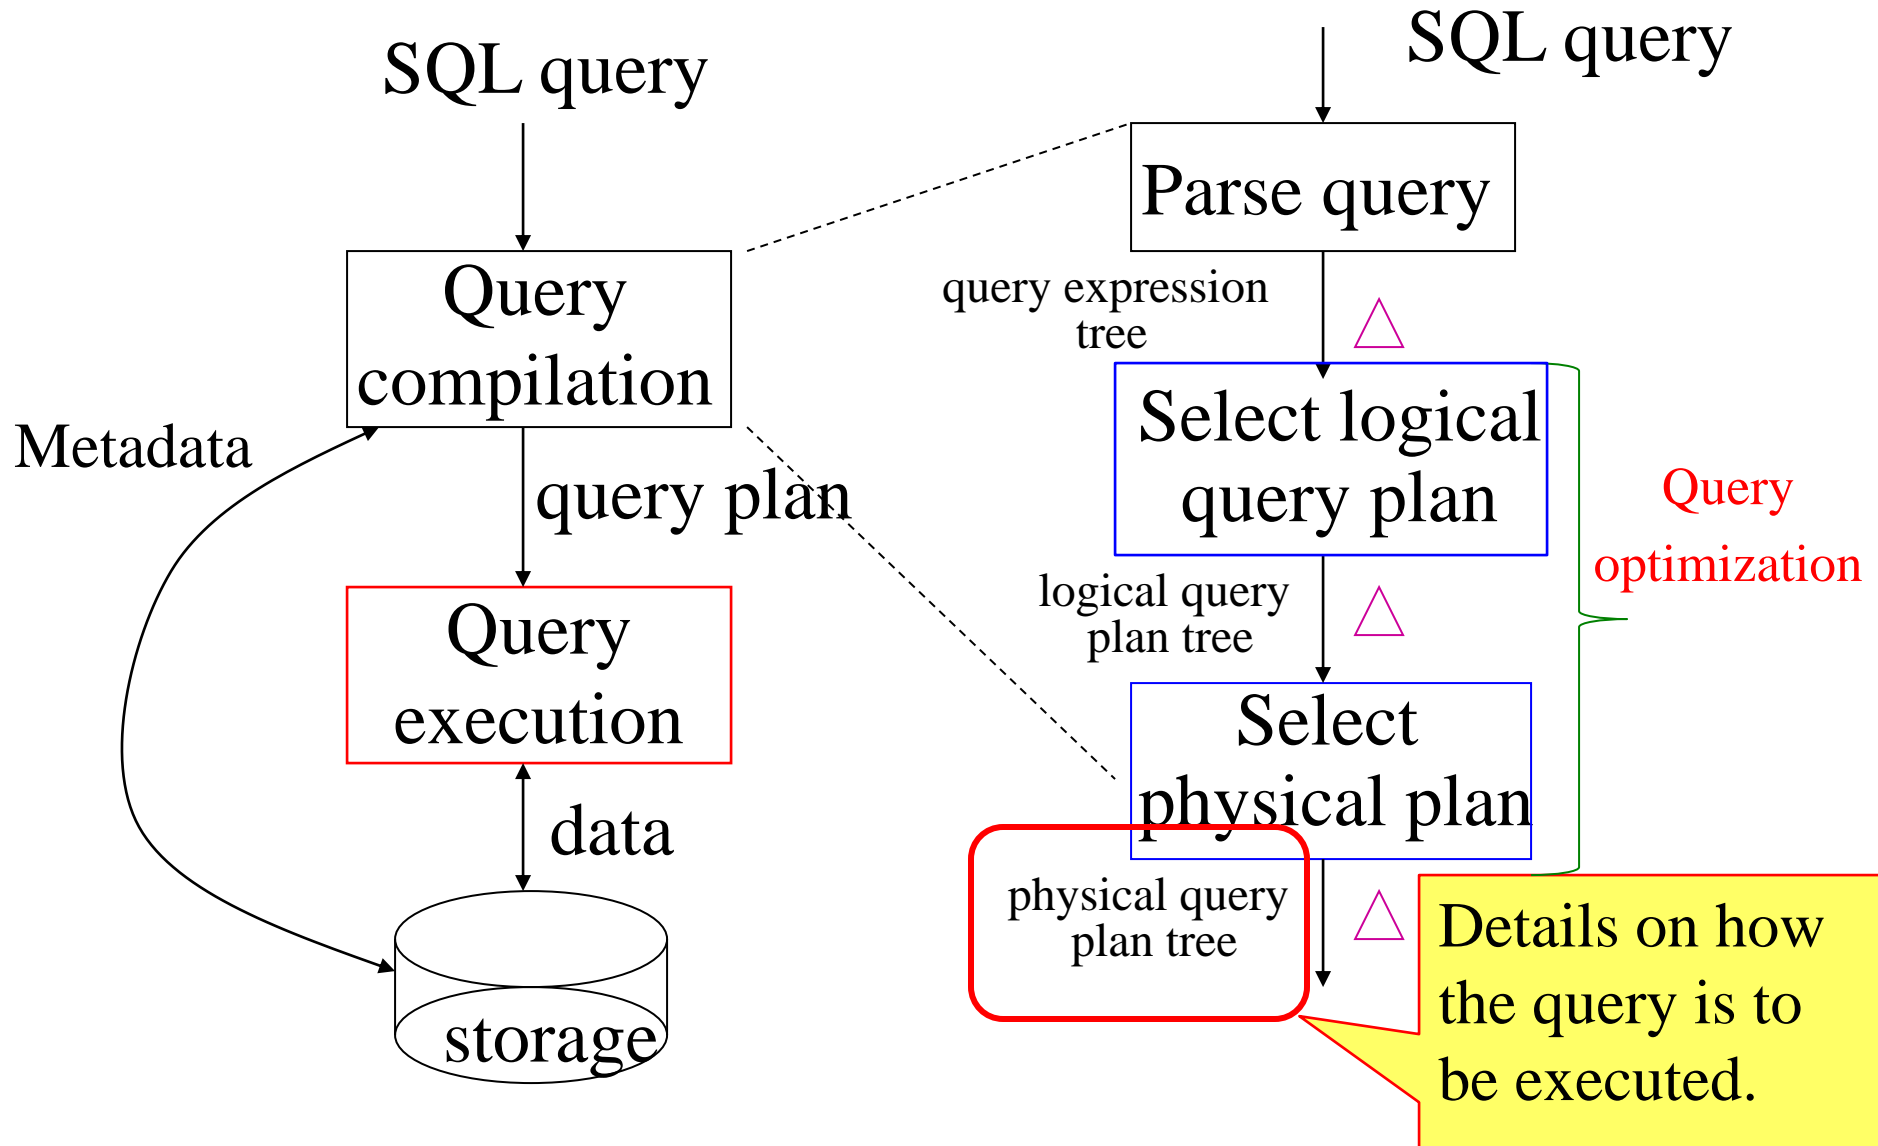 SQL query
Query
compilation
Metadata
query plan
Query
execution
data
storage
SQL query
Parse query
query expression
tree
Select logical
query plan
Query
optimization
logical query
plan tree
Select
physical plan
physical query
plan tree
Details on how
the query is to
be executed.